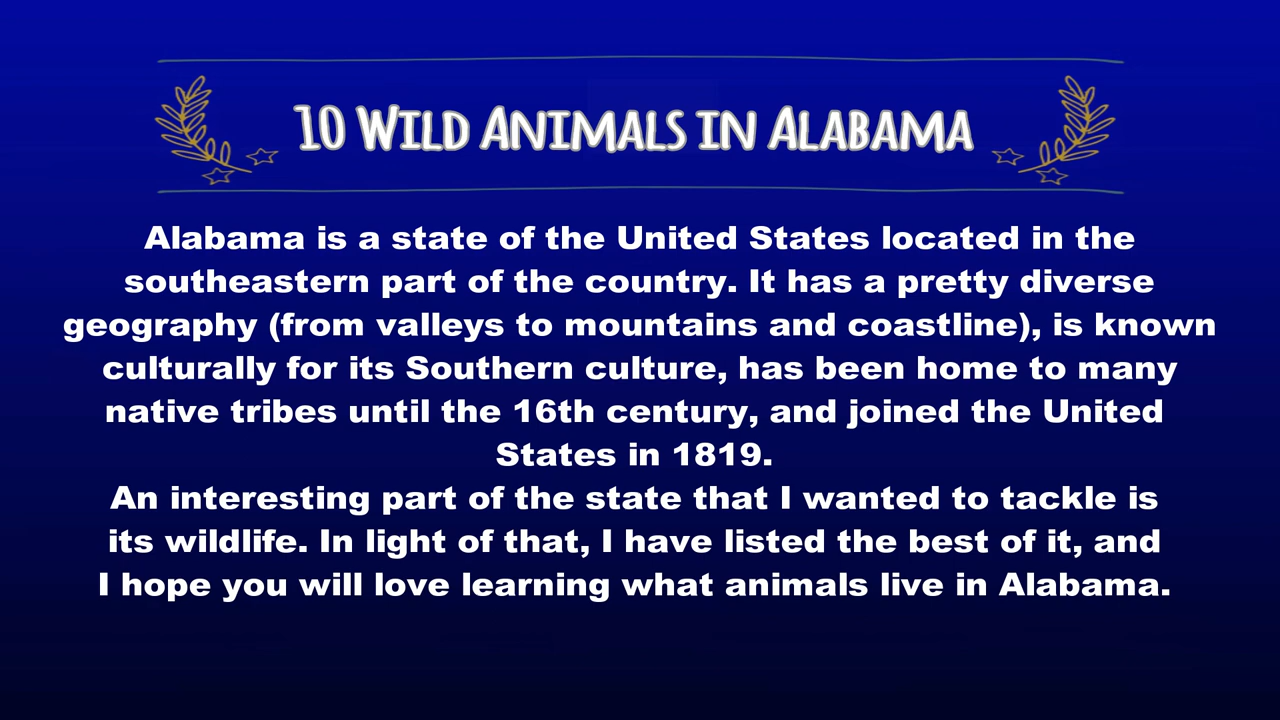 10 Wild Animals in Alabama
Alabama is a state of the United States located in the
southeastern part of the country. It has a pretty diverse
geography (from valleys to mountains and coastline), is known
culturally for its Southern culture, has been home to many
native tribes until the 16th century, and joined the United
States in 1819.
An interesting part of the state that I wanted to tackle is
its wildlife. In light of that, I have listed the best of it, and
I hope you will love learning what animals live in Alabama.